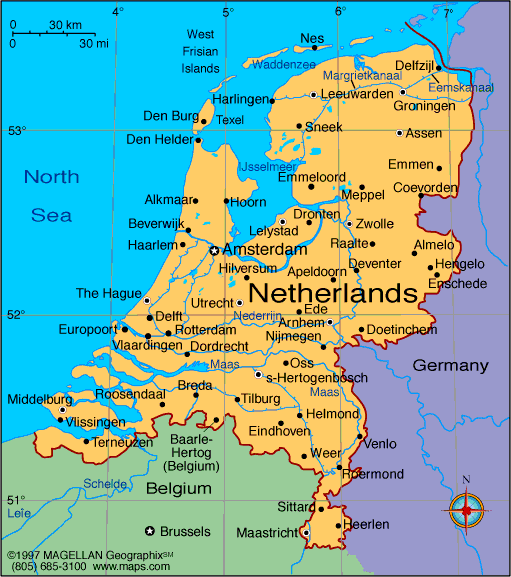 4°
5°
6°
7°
0 30 km
0 30 mi
West
Frisian
Islands
Nes
Waddenzee
Delfzijl
Margrietkanaal
Eemskanaal
Harlingen
Leeuwarden
Groningen
Den Burg
Texel
Sneek
53°
53°
Assen
Den Helder
IJsselmeer
Emmen
North
Sea
Emmeloord
Meppel
Coevorden
Alkmaar
Hoorn
Dronten
Lelystad
Zwolle
Beverwijk
Haarlem
Amsterdam
Raalte
Almelo
Hilversum
Apeldoorn
Deventer
Hengelo
Enschede
The Hague
Utrecht
Netherlands
52°
52°
Delft
Nederrijn
Ede
Arnhem
Europoort
Rotterdam
Doetinchem
Vlaardingen
Dordrecht
Nijmegen
Maas
Oss
Germany
s-Hertogenbosch
Middelburg
Roosendaal
Breda
Tilburg
Maas
Vlissingen
Helmond
Baarle-
Hertog
(Belgium)
Eindhoven
Terneuzen
Venlo
Weer
Schelde
Belgium
Roermond
51°
51°
Leie
Sittard
N
Brussels
Maastricht
Heerlen
©1997 MAGELLAN Geographix℠
(805) 685-3100 www.maps.com